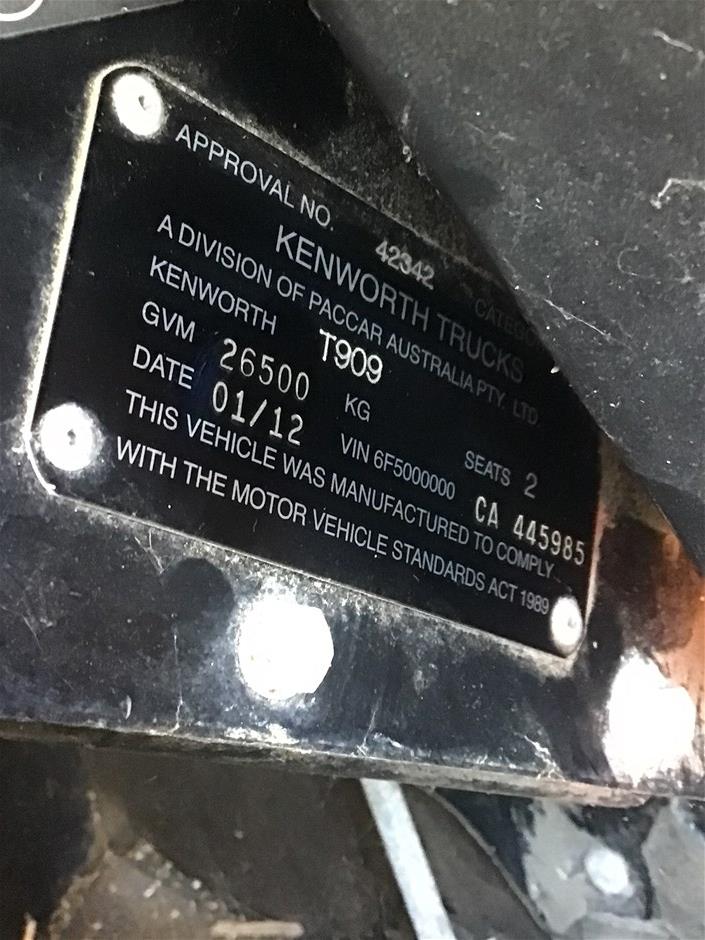 APPROVAL NO. 42342
KENWORTH TRUCKS
A DIVISION OF PACCAR AUSTRALIA PTY. LTD
KENWORTH T909
GVM 26500 KG SEATS 2
DATE 01/12 VIN 6F5000000 CA 445985
THIS VEHICLE WAS MANUFACTURED TO COMPLY
WITH THE MOTOR VEHICLE STANDARDS ACT 1989